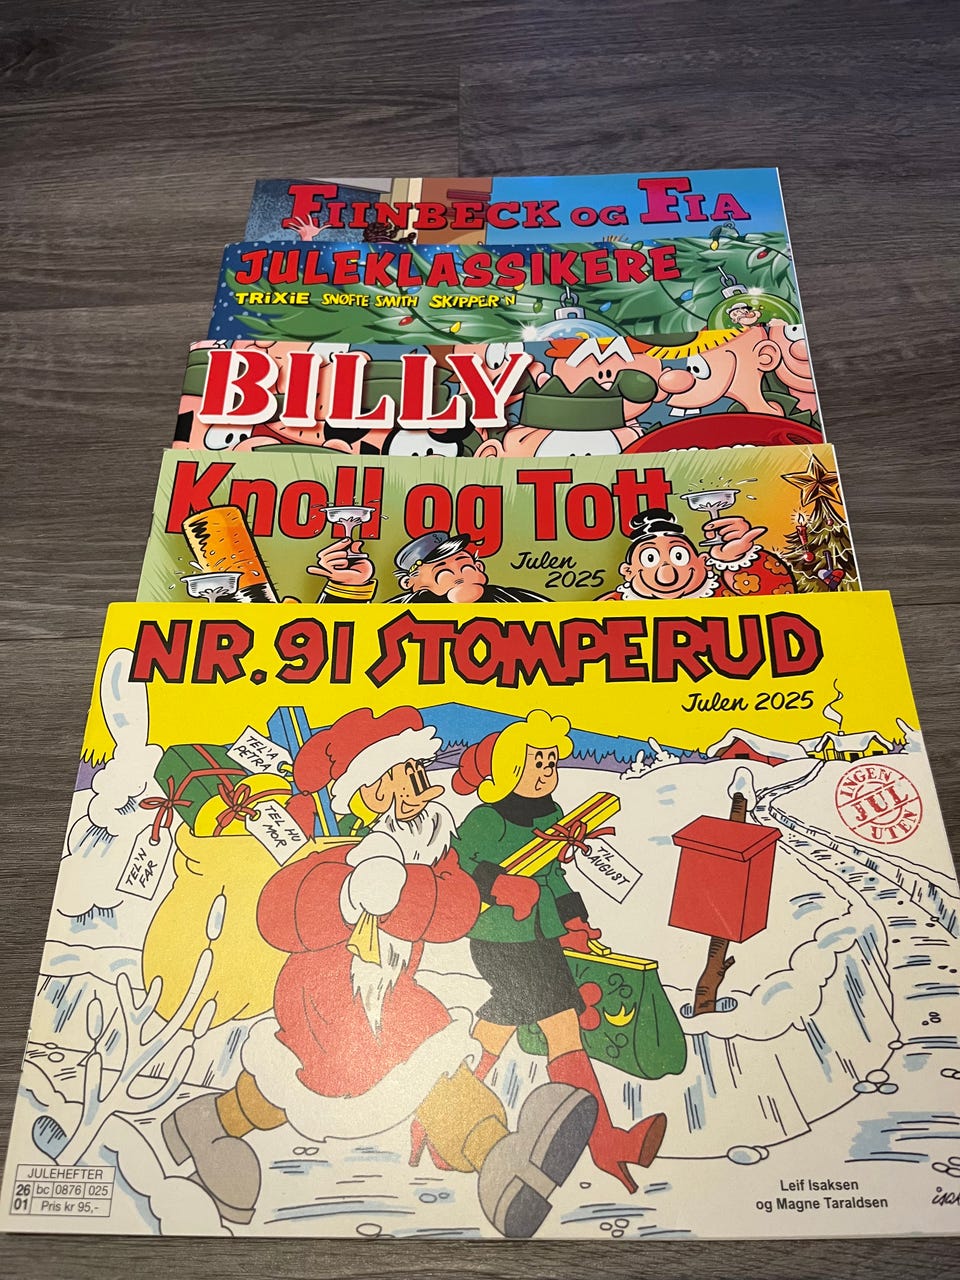 FIINBECK OG FIA
JULEKLASSIKERE
TRIXIE SNØFTE SMITH SKIPPER'N
BILLY
Knoll og Tott
Julen
2025
NR. 91 STOMPERUD
Julen 2025
TEL'A
PETRA
TEL HU
MOR
TEL'N
FAR
TIL
AUGUST
INGEN
JUL
UTEN
JULEHEFTER
26 bc 0876 025
01 Pris kr 95,-
Leif Isaksen
og Magne Taraldsen